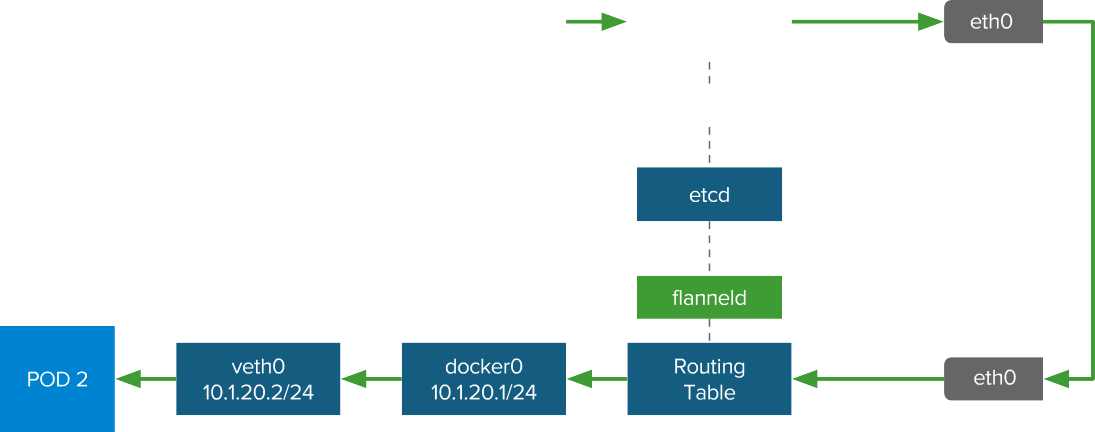 eth0
etcd
flanneld
POD 2
veth0
10.1.20.2/24
docker0
10.1.20.1/24
Routing
Table
eth0